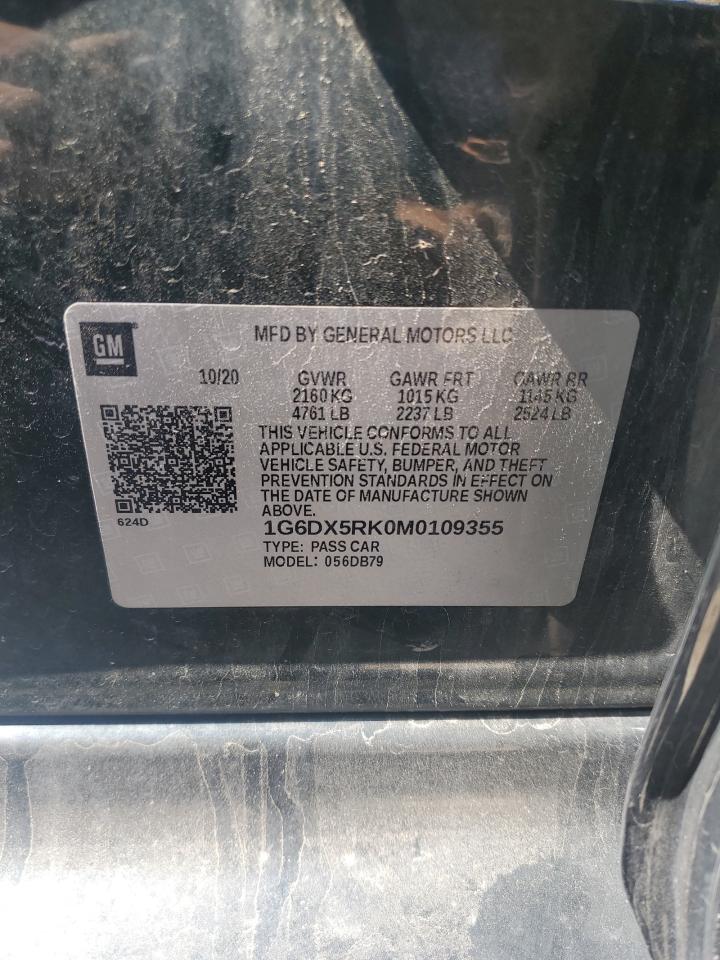 GM
MFD BY GENERAL MOTORS LLC
10/20 GVWR GAWR FRT GAWR RR
2160 KG 1015 KG 1145 KG
4761 LB 2237 LB 2524 LB
THIS VEHICLE CONFORMS TO ALL
APPLICABLE U.S. FEDERAL MOTOR
VEHICLE SAFETY, BUMPER, AND THEFT
PREVENTION STANDARDS IN EFFECT ON
THE DATE OF MANUFACTURE SHOWN
ABOVE.
624D
1G6DX5RK0M0109355
TYPE: PASS CAR
MODEL: 056DB79